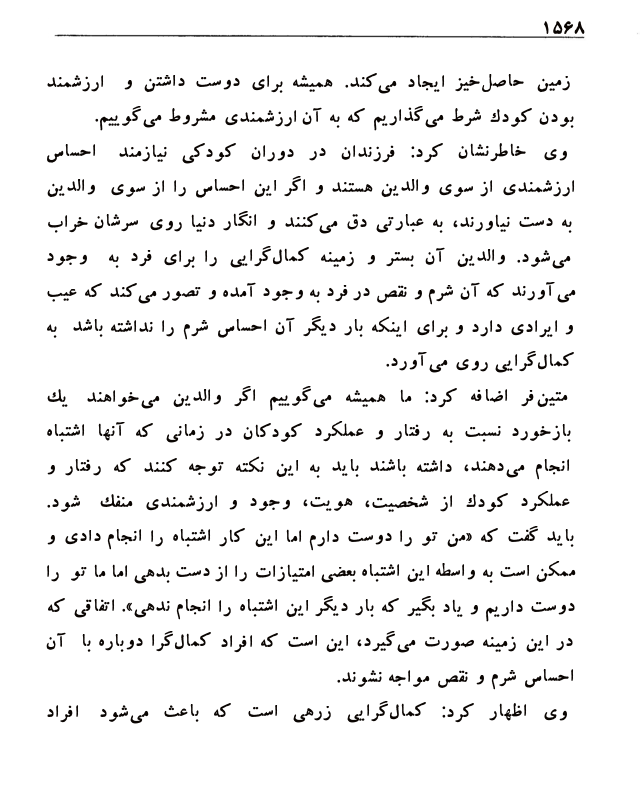 ۱۵۶۸
زمین حاصل‌خیز ایجاد می‌کند. همیشه برای دوست داشتن و ارزشمند
بودن کودك شرط می‌گذاریم که به آن ارزشمندی مشروط می‌گوییم.
وی خاطرنشان کرد: فرزندان در دوران کودکی نیازمند احساس
ارزشمندی از سوی والدین هستند و اگر این احساس را از سوی والدین
به دست نیاورند، به عبارتی دق می‌کنند و انگار دنیا روی سرشان خراب
می‌شود. والدین آن بستر و زمینه کمال‌گرایی را برای فرد به وجود
می‌آورند که آن شرم و نقص در فرد به وجود آمده و تصور می‌کند که عیب
و ایرادی دارد و برای اینکه بار دیگر آن احساس شرم را نداشته باشد به
کمال‌گرایی روی می‌آورد.
متین‌فر اضافه کرد: ما همیشه می‌گوییم اگر والدین می‌خواهند یك
بازخورد نسبت به رفتار و عملکرد کودکان در زمانی که آنها اشتباه
انجام می‌دهند، داشته باشند باید به این نکته توجه کنند که رفتار و
عملکرد کودك از شخصیت، هویت، وجود و ارزشمندی منفك شود.
باید گفت که «من تو را دوست دارم اما این کار اشتباه را انجام دادی و
ممکن است به واسطه این اشتباه بعضی امتیازات را از دست بدهی اما ما تو را
دوست داریم و یاد بگیر که بار دیگر این اشتباه را انجام ندهی». اتفاقی که
در این زمینه صورت می‌گیرد، این است که افراد کمال‌گرا دوباره با آن
احساس شرم و نقص مواجه نشوند.
وی اظهار کرد: کمال‌گرایی زرهی است که باعث می‌شود افراد